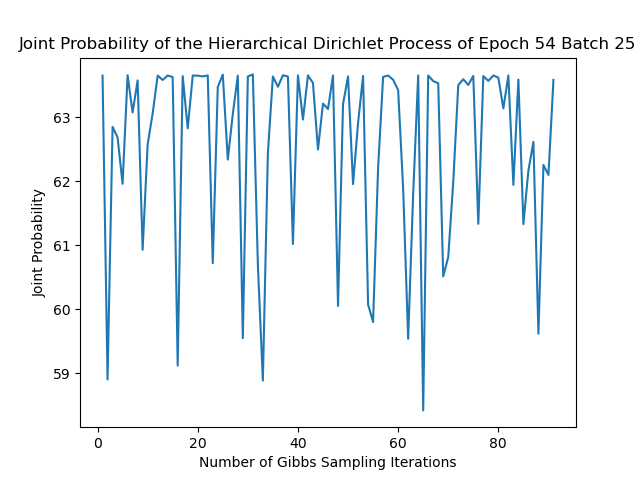 Joint Probability of the Hierarchical Dirichlet Process of Epoch 54 Batch 25
63
62
61
60
59
Joint Probability
0 20 40 60 80
Number of Gibbs Sampling Iterations